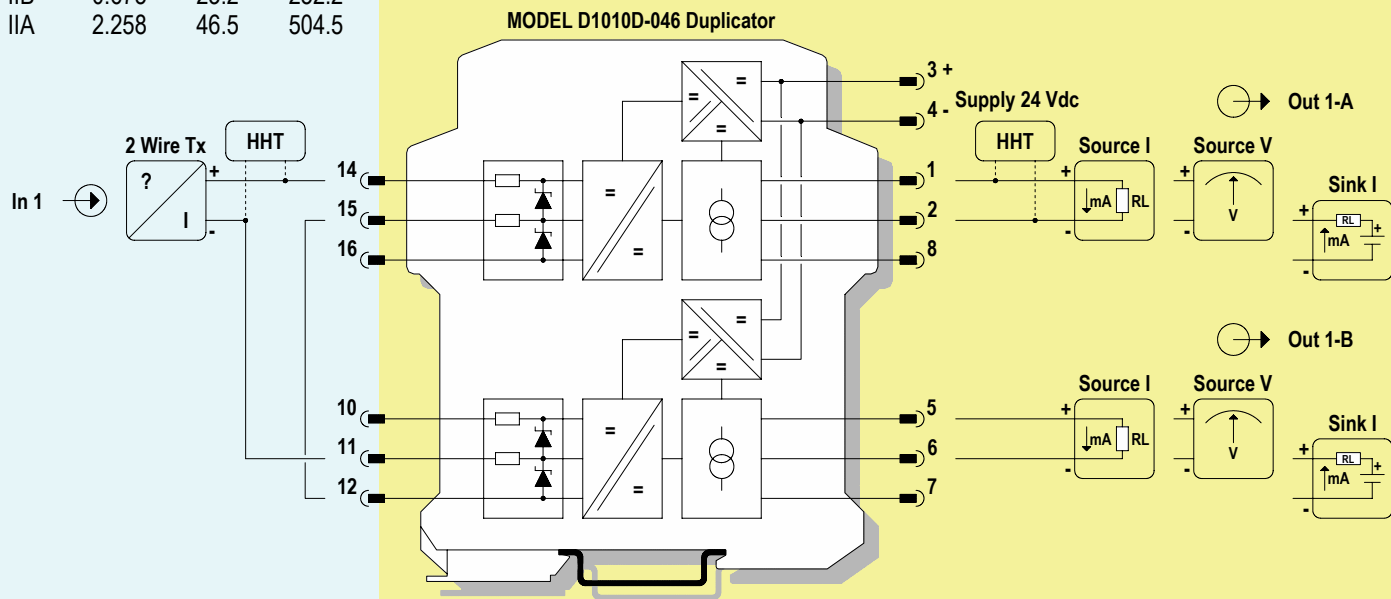 IIA 2.258 46.5 504.5
MODEL D1010D-046 Duplicator
3 +
4 -
Supply 24 Vdc
Out 1-A
2 Wire Tx
HHT
HHT
Source I
Source V
Sink I
In 1
?
I
+
-
14
15
16
=
=
=
=
=
1
2
8
+
-
mA
RL
+
-
V
+
-
RL
mA
+
Out 1-B
=
=
=
10
11
12
=
=
5
6
7
Source I
Source V
Sink I
+
-
mA
RL
+
-
V
+
-
RL
mA
+